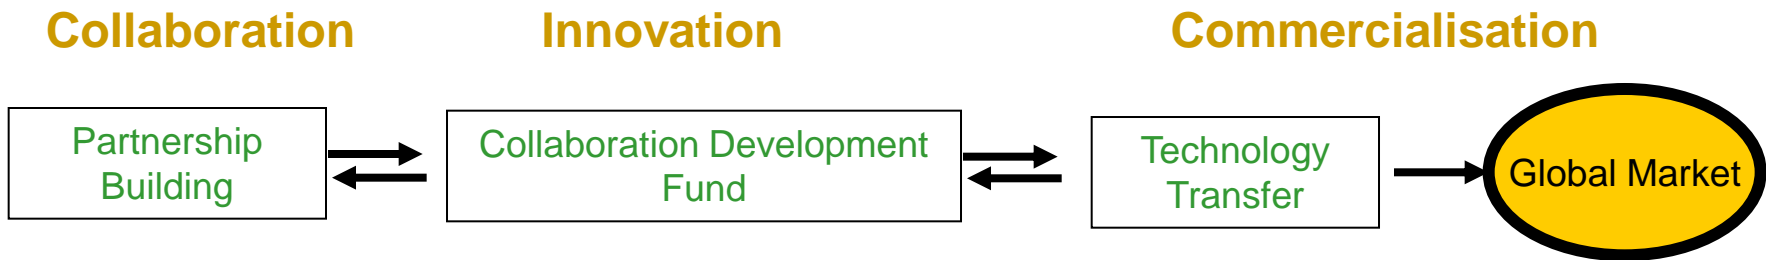 Collaboration
Innovation
Commercialisation
Partnership
Building
Collaboration Development
Fund
Technology
Transfer
Global Market